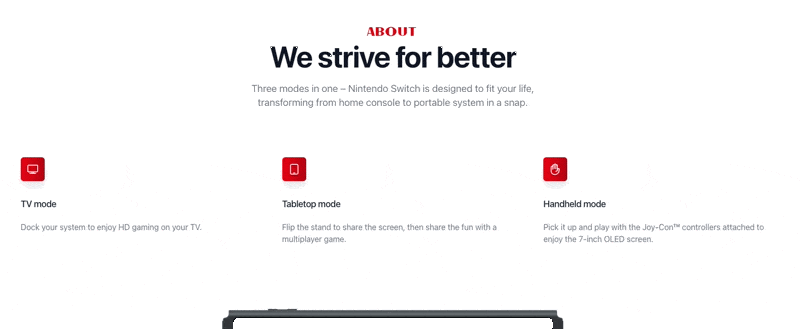 ABOUT
We strive for better
Three modes in one – Nintendo Switch is designed to fit your life,
transforming from home console to portable system in a snap.
TV mode
Dock your system to enjoy HD gaming on your TV.
Tabletop mode
Flip the stand to share the screen, then share the fun with a
multiplayer game.
Handheld mode
Pick it up and play with the Joy-Con™ controllers attached to
enjoy the 7-inch OLED screen.